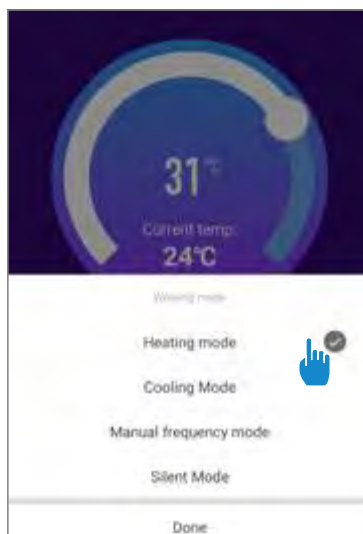 31°C
Current temp:
24°C
Working mode
Heating mode
Cooling Mode
Manual frequency mode
Silent Mode
Done